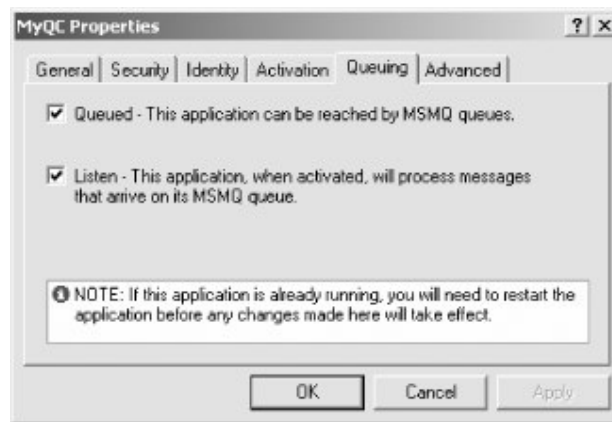 MyQC Properties ? X
General Security Identity Activation Queuing Advanced
Queued - This application can be reached by MSMQ queues.
Listen - This application, when activated, will process messages
that arrive on its MSMQ queue.
NOTE: If this application is already running, you will need to restart the
application before any changes made here will take effect.
OK Cancel Apply